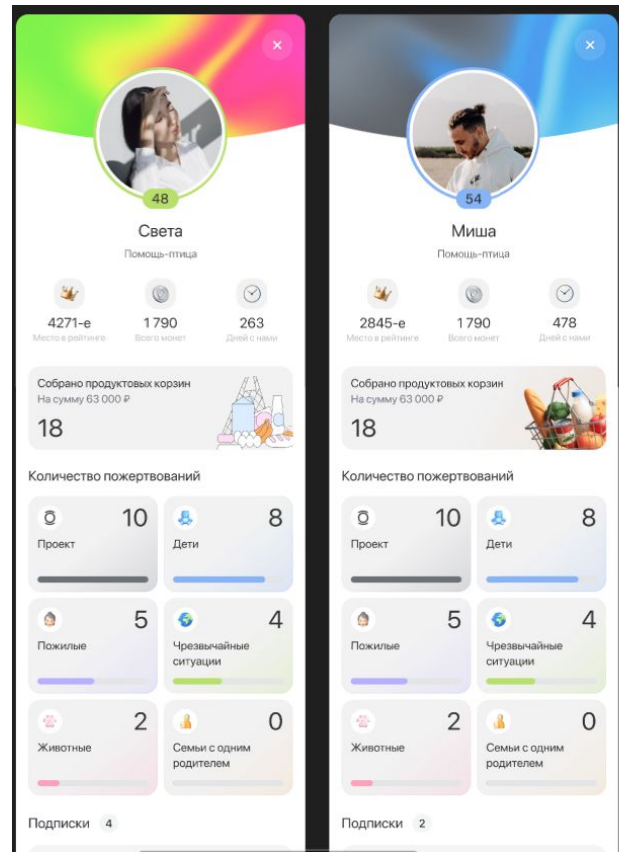 48
Света
Помощь-птица
4271-е
1 790
263
Место в рейтинге
Всего монет
Дней с нами
Собрано продуктовых корзин
На сумму 63 000 ₽
18
Количество пожертвований
10
Проект
8
Дети
5
Пожилые
4
Чрезвычайные
ситуации
2
Животные
0
Семьи с одним
родителем
Подписки 4
54
Миша
Помощь-птица
2845-е
1 790
478
Место в рейтинге
Всего монет
Дней с нами
Собрано продуктовых корзин
На сумму 63 000 ₽
18
Количество пожертвований
10
Проект
8
Дети
5
Пожилые
4
Чрезвычайные
ситуации
2
Животные
0
Семьи с одним
родителем
Подписки 2